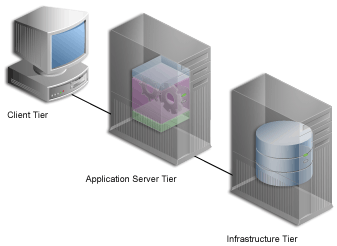 Client Tier
Application Server Tier
Infrastructure Tier